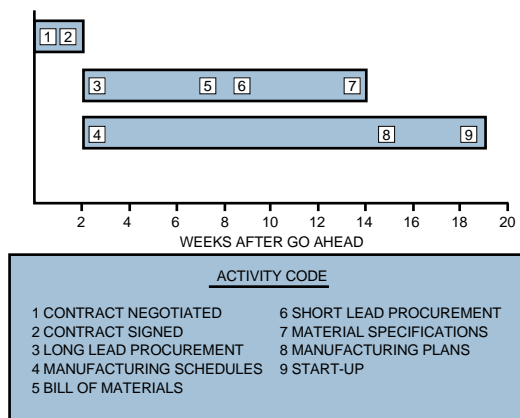 1 2
3 5 6 7
4 8 9
2 4 6 8 10 12 14 16 18 20
WEEKS AFTER GO AHEAD
ACTIVITY CODE
1 CONTRACT NEGOTIATED
2 CONTRACT SIGNED
3 LONG LEAD PROCUREMENT
4 MANUFACTURING SCHEDULES
5 BILL OF MATERIALS
6 SHORT LEAD PROCUREMENT
7 MATERIAL SPECIFICATIONS
8 MANUFACTURING PLANS
9 START-UP